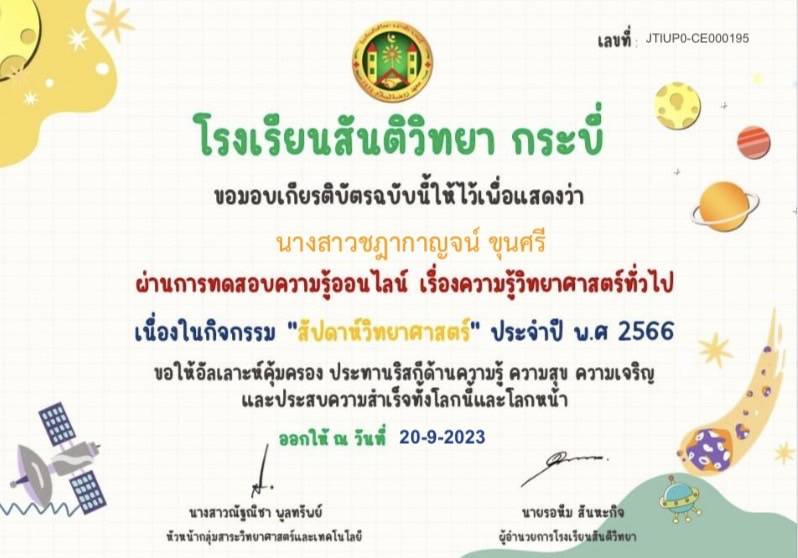 เลขที่ : JTIUP0-CE000195
โรงเรียนสันติวิทยา กระบี่
ขอมอบเกียรติบัตรฉบับนี้ให้ไว้เพื่อแสดงว่า
นางสาวชฎากาญจน์ ขุนศรี
ผ่านการทดสอบความรู้ออนไลน์ เรื่องความรู้วิทยาศาสตร์ทั่วไป
เนื่องในกิจกรรม "สัปดาห์วิทยาศาสตร์" ประจำปี พ.ศ 2566
ขอให้อัลเลาะห์คุ้มครอง ประทานริสกีด้านความรู้ ความสุข ความเจริญ
และประสบความสำเร็จทั้งโลกนี้และโลกหน้า
ออกให้ ณ วันที่ 20-9-2023
นางสาวณัฐณิชา พูลทรัพย์
หัวหน้ากลุ่มสาระวิทยาศาสตร์และเทคโนโลยี
นายรอหีม สันหะกิจ
ผู้อำนวยการโรงเรียนสันติวิทยา